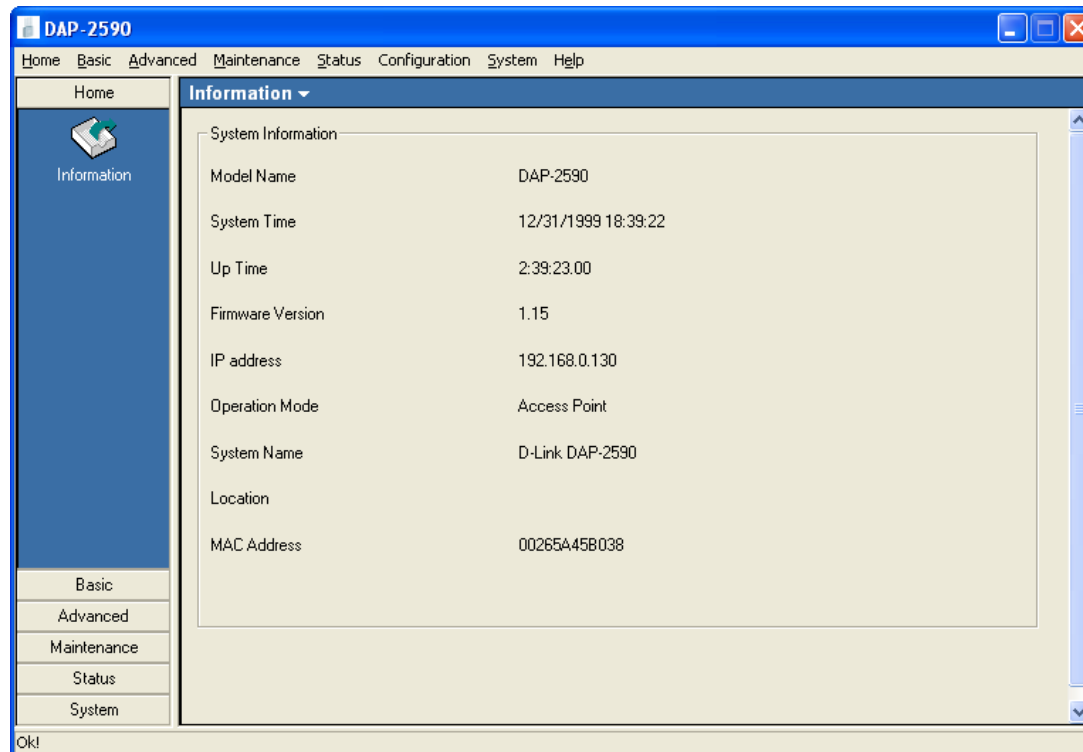 DAP-2590
Home Basic Advanced Maintenance Status Configuration System Help
Home
Information
Information
System Information
Model Name DAP-2590
System Time 12/31/1999 18:39:22
Up Time 2:39:23.00
Firmware Version 1.15
IP address 192.168.0.130
Operation Mode Access Point
System Name D-Link DAP-2590
Location
MAC Address 00265A45B038
Basic
Advanced
Maintenance
Status
System
Ok!